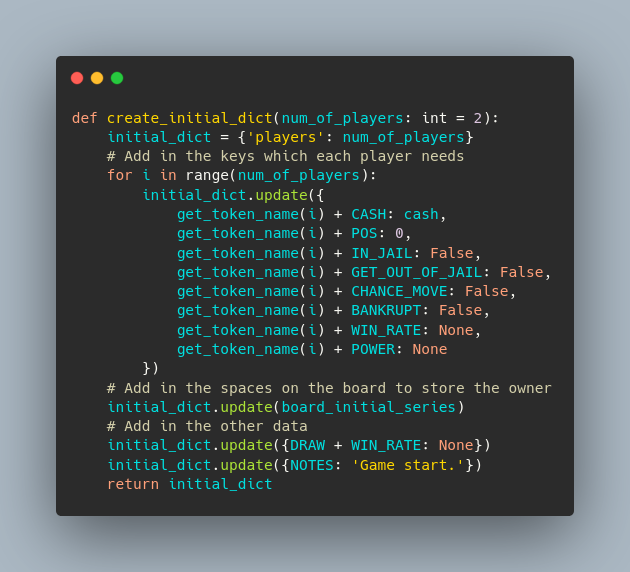 def create_initial_dict(num_of_players: int = 2):
    initial_dict = {'players': num_of_players}
    # Add in the keys which each player needs
    for i in range(num_of_players):
        initial_dict.update({
            get_token_name(i) + CASH: cash,
            get_token_name(i) + POS: 0,
            get_token_name(i) + IN_JAIL: False,
            get_token_name(i) + GET_OUT_OF_JAIL: False,
            get_token_name(i) + CHANCE_MOVE: False,
            get_token_name(i) + BANKRUPT: False,
            get_token_name(i) + WIN_RATE: None,
            get_token_name(i) + POWER: None
        })
    # Add in the spaces on the board to store the owner
    initial_dict.update(board_initial_series)
    # Add in the other data
    initial_dict.update({DRAW + WIN_RATE: None})
    initial_dict.update({NOTES: 'Game start.'})
    return initial_dict